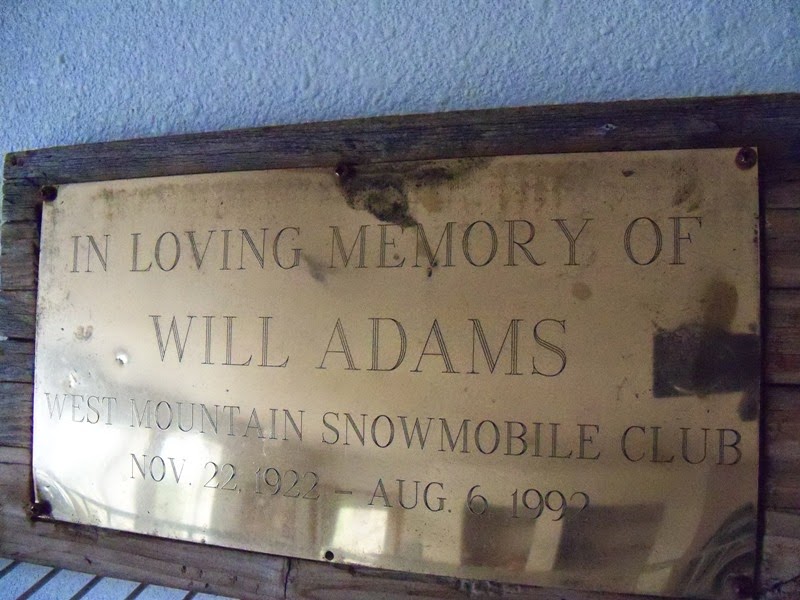 IN LOVING MEMORY OF
WILL ADAMS
WEST MOUNTAIN SNOWMOBILE CLUB
NOV. 22, 1922 – AUG. 6 1992